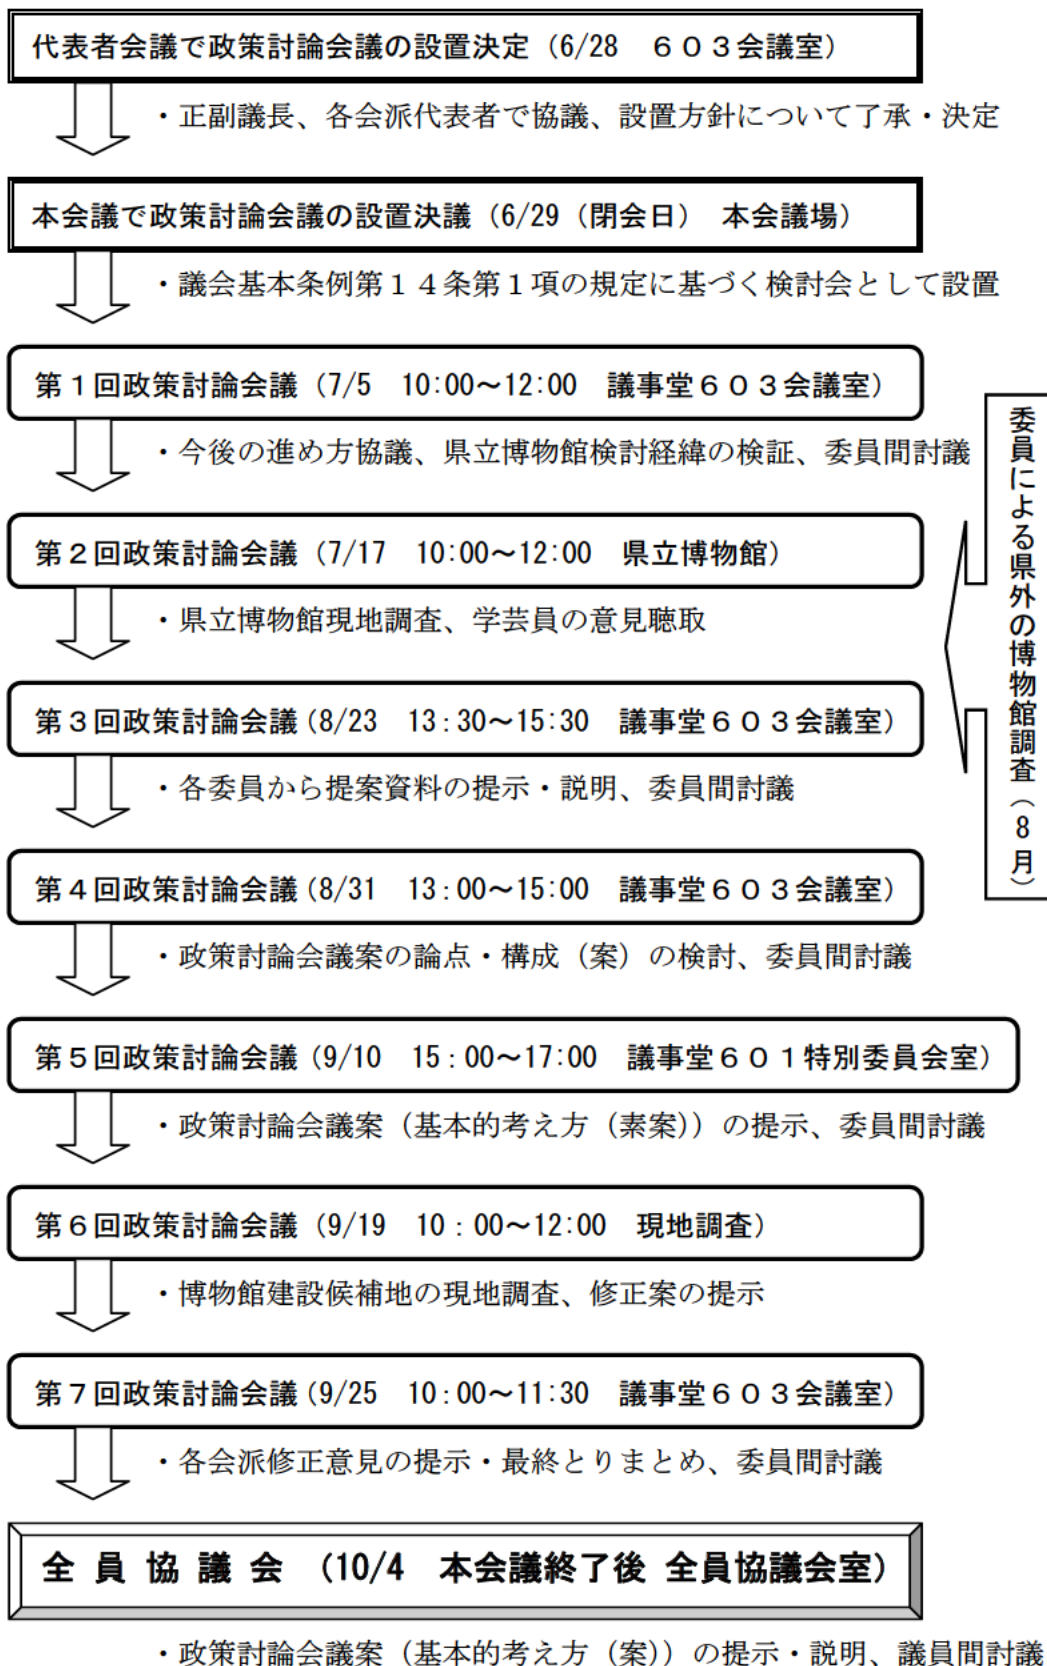 代表者会議で政策討論会議の設置決定（6/28　６０３会議室）
・正副議長、各会派代表者で協議、設置方針について了承・決定
本会議で政策討論会議の設置決議（6/29（閉会日）　本会議場）
・議会基本条例第１４条第１項の規定に基づく検討会として設置
第１回政策討論会議（7/5　10:00～12:00　議事堂６０３会議室）
・今後の進め方協議、県立博物館検討経緯の検証、委員間討議
第２回政策討論会議（7/17　10:00～12:00　県立博物館）
・県立博物館現地調査、学芸員の意見聴取
委員による県外の博物館調査（８月）
第３回政策討論会議（8/23　13:30～15:30　議事堂６０３会議室）
・各委員から提案資料の提示・説明、委員間討議
第４回政策討論会議（8/31　13:00～15:00　議事堂６０３会議室）
・政策討論会議案の論点・構成（案）の検討、委員間討議
第５回政策討論会議（9/10　15：00～17:00　議事堂６０１特別委員会室）
・政策討論会議案（基本的考え方（素案））の提示、委員間討議
第６回政策討論会議（9/19　10：00～12:00　現地調査）
・博物館建設候補地の現地調査、修正案の提示
第７回政策討論会議（9/25　10:00～11:30　議事堂６０３会議室）
・各会派修正意見の提示・最終とりまとめ、委員間討議
全 員 協 議 会 （10/4　本会議終了後 全員協議会室）
・政策討論会議案（基本的考え方（案））の提示・説明、議員間討議